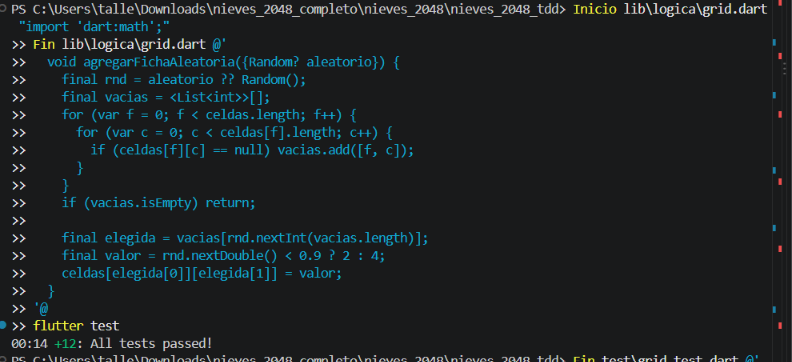 PS C:\Users\talle\Downloads\nieves_2048_completo\nieves_2048\nieves_2048_tdd> Inicio lib\logica\grid.dart
"import 'dart:math';"
>> Fin lib\logica\grid.dart @'
>>   void agregarFichaAleatoria({Random? aleatorio}) {
>>     final rnd = aleatorio ?? Random();
>>     final vacias = <List<int>>[];
>>     for (var f = 0; f < celdas.length; f++) {
>>       for (var c = 0; c < celdas[f].length; c++) {
>>         if (celdas[f][c] == null) vacias.add([f, c]);
>>       }
>>     }
>>     if (vacias.isEmpty) return;
>>
>>     final elegida = vacias[rnd.nextInt(vacias.length)];
>>     final valor = rnd.nextDouble() < 0.9 ? 2 : 4;
>>     celdas[elegida[0]][elegida[1]] = valor;
>>   }
>> '@
>> flutter test
00:14 +12: All tests passed!
PS C:\Users\talle\Downloads\nieves_2048_completo\nieves_2048\nieves_2048_tdd> Fin test\grid_test.dart @'